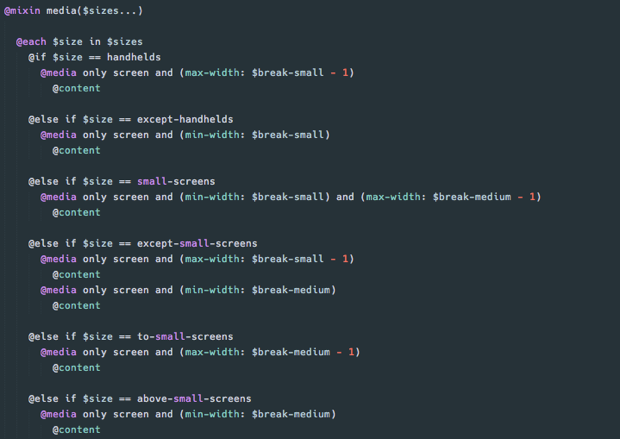 @mixin media($sizes...)
@each $size in $sizes
@if $size == handhelds
@media only screen and (max-width: $break-small - 1)
@content
@else if $size == except-handhelds
@media only screen and (min-width: $break-small)
@content
@else if $size == small-screens
@media only screen and (min-width: $break-small) and (max-width: $break-medium - 1)
@content
@else if $size == except-small-screens
@media only screen and (max-width: $break-small - 1)
@content
@media only screen and (min-width: $break-medium)
@content
@else if $size == to-small-screens
@media only screen and (max-width: $break-medium - 1)
@content
@else if $size == above-small-screens
@media only screen and (min-width: $break-medium)
@content